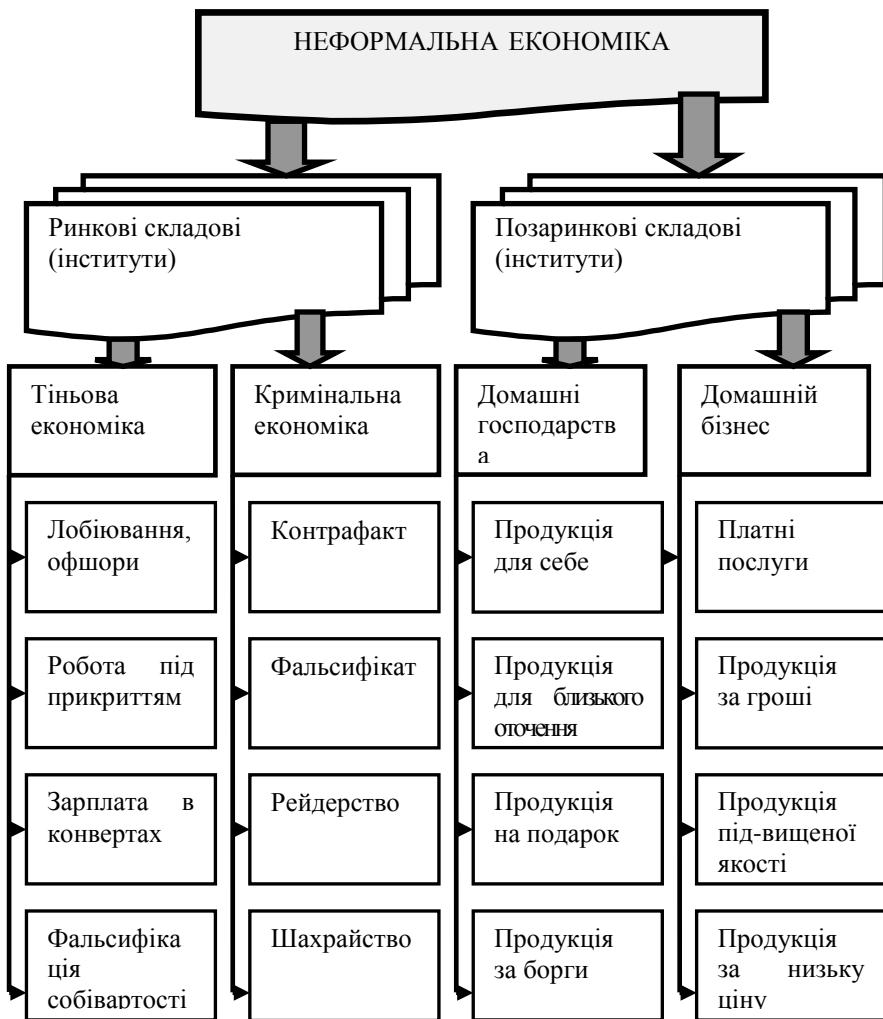 НЕФОРМАЛЬНА ЕКОНОМІКА
Ринкові складові
(інститути)
Позаринкові складові
(інститути)
Тіньова
економіка
Кримінальна
економіка
Домашні
господарств
а
Домашній
бізнес
Лобіювання,
офшори
Контрафакт
Продукція
для себе
Платні
послуги
Робота під
прикриттям
Фальсифікат
Продукція
для близького
оточення
Продукція
за гроші
Зарплата в
конвертах
Рейдерство
Продукція
на подарок
Продукція
під-вищеної
якості
Фальсифіка
ція
собівартості
Шахрайство
Продукція
за борги
Продукція
за низьку
ціну